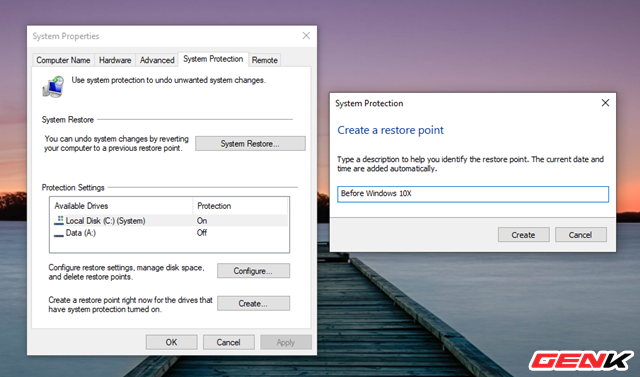 System Properties
Computer Name
Hardware
Advanced
System Protection
Remote
Use system protection to undo unwanted system changes.
System Restore
You can undo system changes by reverting
your computer to a previous restore point.
System Restore...
Protection Settings
Available Drives
Protection
Local Disk (C:) (System)
On
Data (A:)
Off
Configure restore settings, manage disk space,
and delete restore points.
Configure...
Create a restore point right now for the drives that
have system protection turned on.
Create...
OK
Cancel
Apply
System Protection
Create a restore point
Type a description to help you identify the restore point. The current date and
time are added automatically.
Before Windows 10X
Create
Cancel
GENK